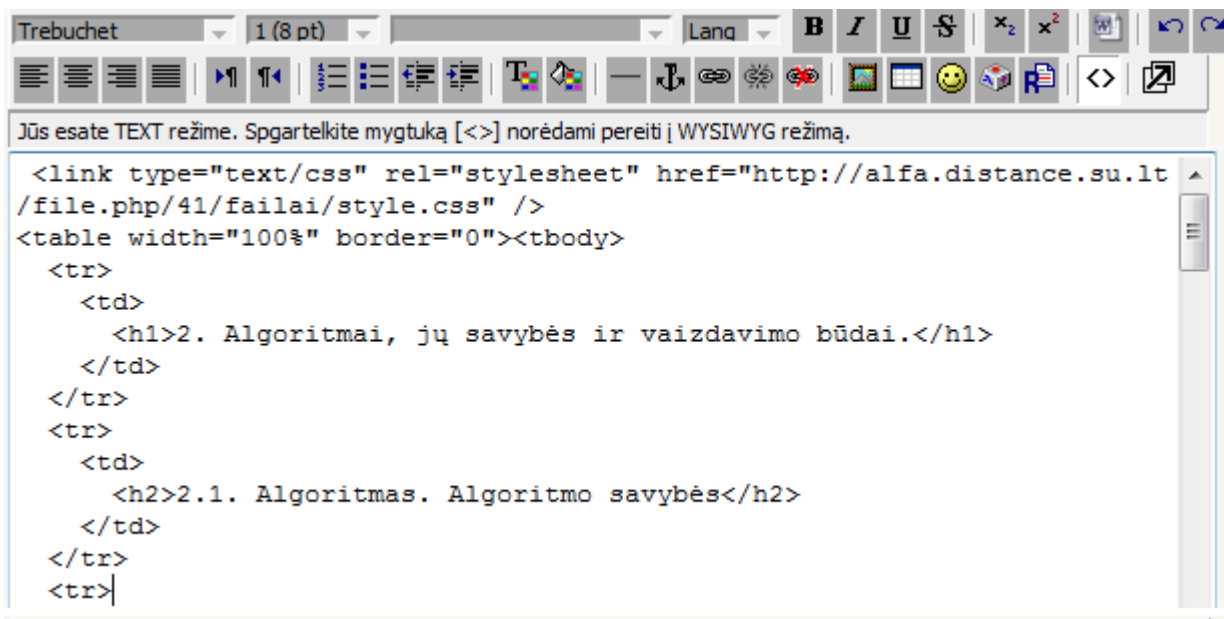 Trebuchet 1 (8 pt) Lang B I U S x₂ x²
Jūs esate TEXT režime. Spgartelkite mygtuką [<>] norėdami pereiti į WYSIWYG režimą.
<link type="text/css" rel="stylesheet" href="http://alfa.distance.su.lt
/file.php/41/failai/style.css" />
<table width="100%" border="0"><tbody>
<tr>
<td>
<h1>2. Algoritmai, jų savybės ir vaizdavimo būdai.</h1>
</td>
</tr>
<tr>
<td>
<h2>2.1. Algoritmas. Algoritmo savybės</h2>
</td>
</tr>
<tr>